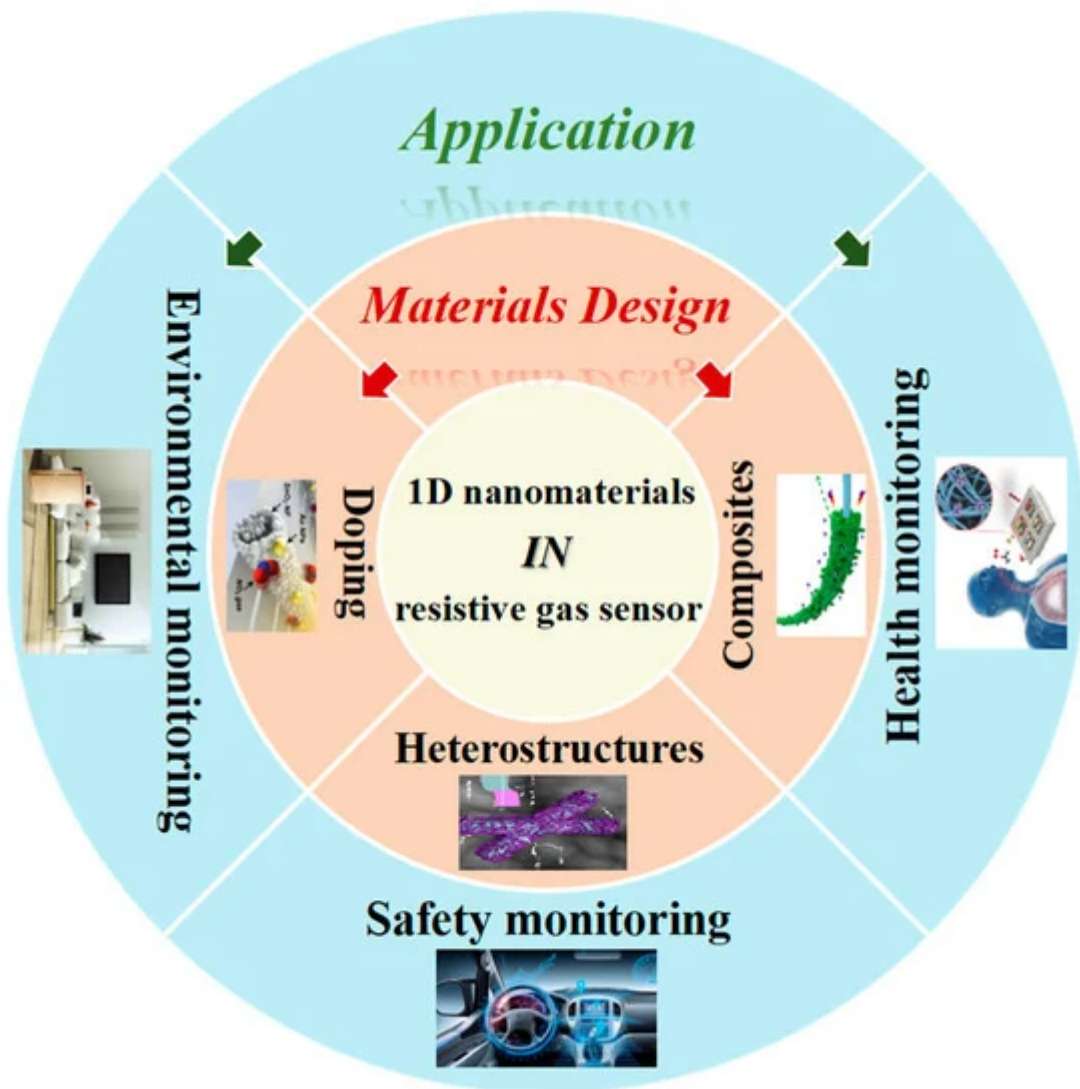 Application
Materials Design
Environmental monitoring
Doping
1D nanomaterials
IN
resistive gas sensor
Composites
Health monitoring
Heterostructures
Safety monitoring